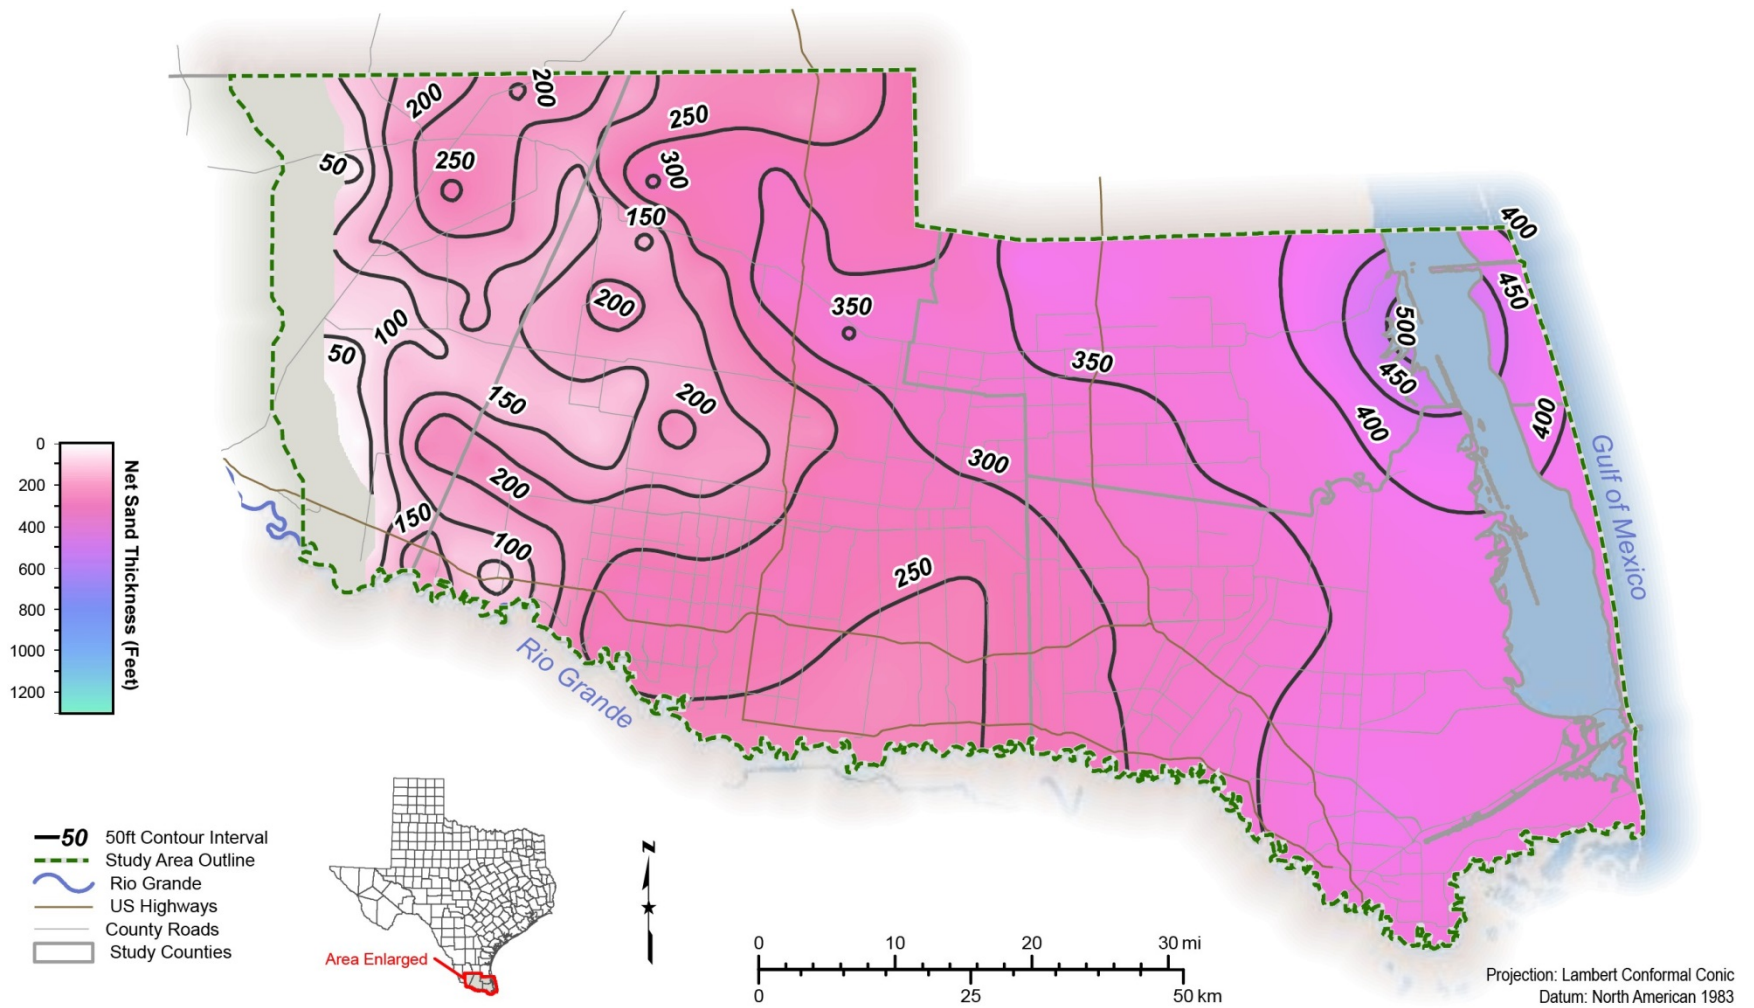 200
200
250
50
250
300
150
400
450
200
350
500
100
50
350
450
150
200
400
400
300
200
150
100
250
Gulf of Mexico
Rio Grande
0
200
400
600
800
1000
1200
Net Sand Thickness (Feet)
50 50ft Contour Interval
Study Area Outline
Rio Grande
US Highways
County Roads
Study Counties
Area Enlarged
N
0 10 20 30 mi
0 25 50 km
Projection: Lambert Conformal Conic
Datum: North American 1983